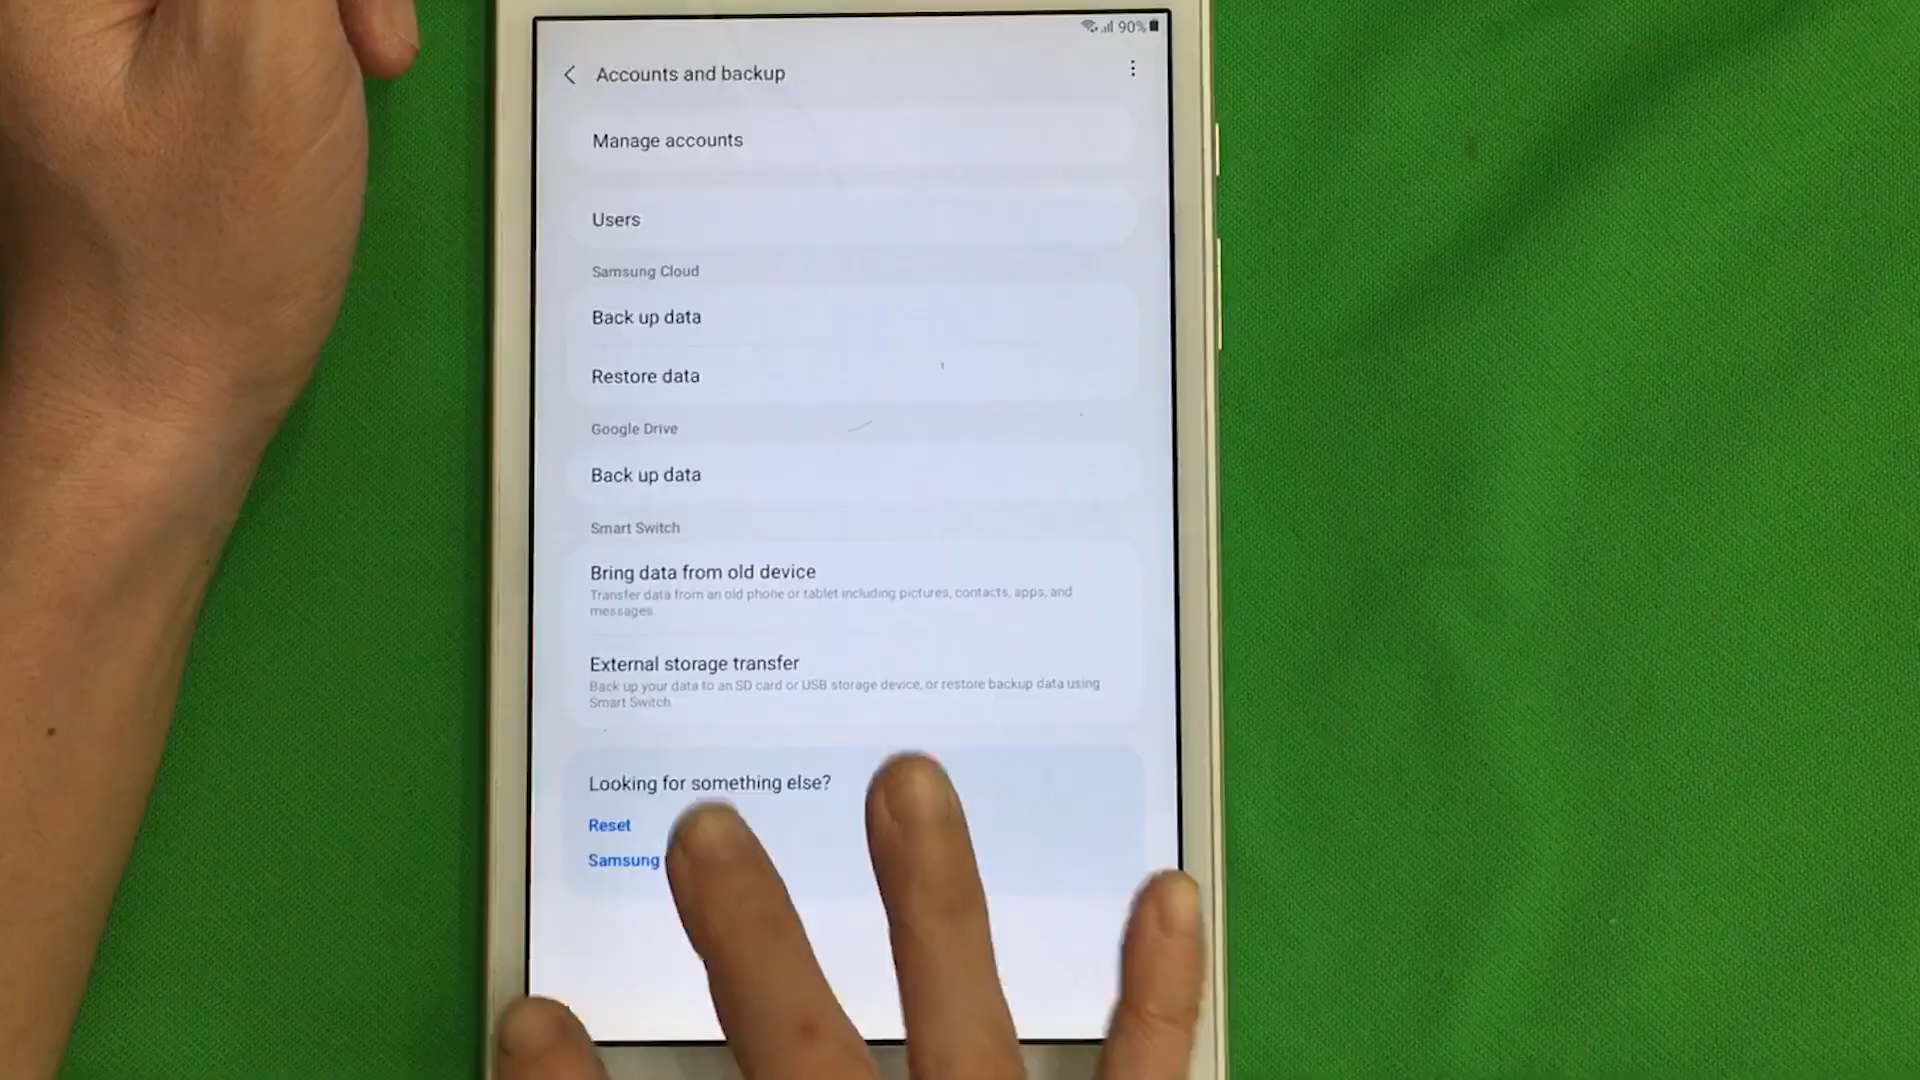 90%
Accounts and backup
Manage accounts
Users
Samsung Cloud
Back up data
Restore data
Google Drive
Back up data
Smart Switch
Bring data from old device
Transfer data from an old phone or tablet including pictures, contacts, apps, and
messages.
External storage transfer
Back up your data to an SD card or USB storage device, or restore backup data using
Smart Switch
Looking for something else?
Reset
Samsung